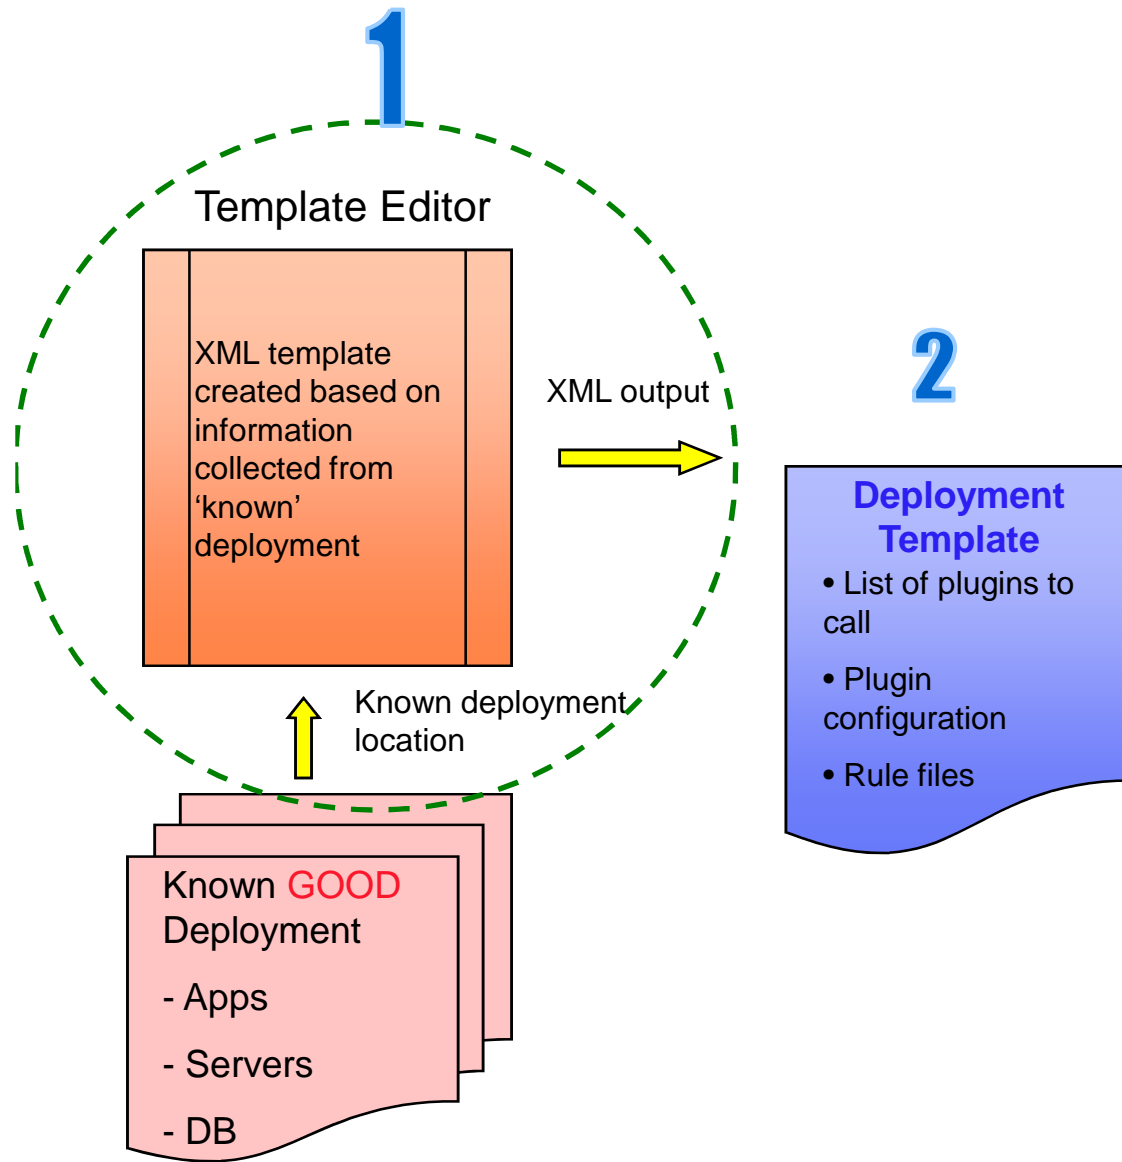 1
Template Editor
XML template
created based on
information
collected from
‘known’
deployment
XML output
2
Deployment
Template
• List of plugins to
call
• Plugin
configuration
• Rule files
Known deployment
location
Known GOOD
Deployment
- Apps
- Servers
- DB